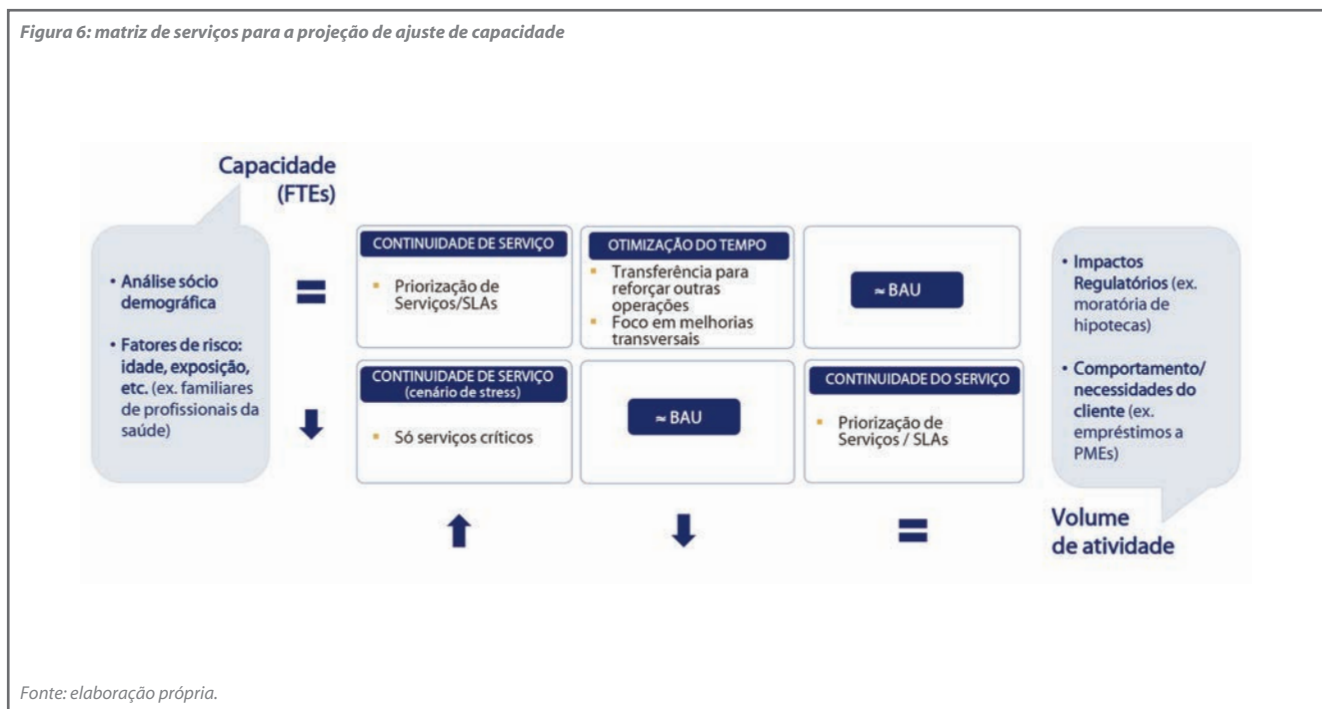 Figura 6: matriz de serviços para a projeção de ajuste de capacidade
Capacidade
(FTEs)
• Análise sócio
demográfica
• Fatores de risco:
idade, exposição,
etc. (ex. familiares
de profissionais da
saúde)
=
CONTINUIDADE DE SERVIÇO
Priorização de
Serviços/SLAs
OTIMIZAÇÃO DO TEMPO
Transferência para
reforçar outras
operações
Foco em melhorias
transversais
≈ BAU
CONTINUIDADE DE SERVIÇO
(cenário de stress)
Só serviços críticos
≈ BAU
CONTINUIDADE DO SERVIÇO
Priorização de
Serviços / SLAs
=
• Impactos
Regulatórios (ex.
moratória de
hipotecas)
• Comportamento/
necessidades do
cliente (ex.
empréstimos a
PMEs)
Volume
de atividade
Fonte: elaboração própria.